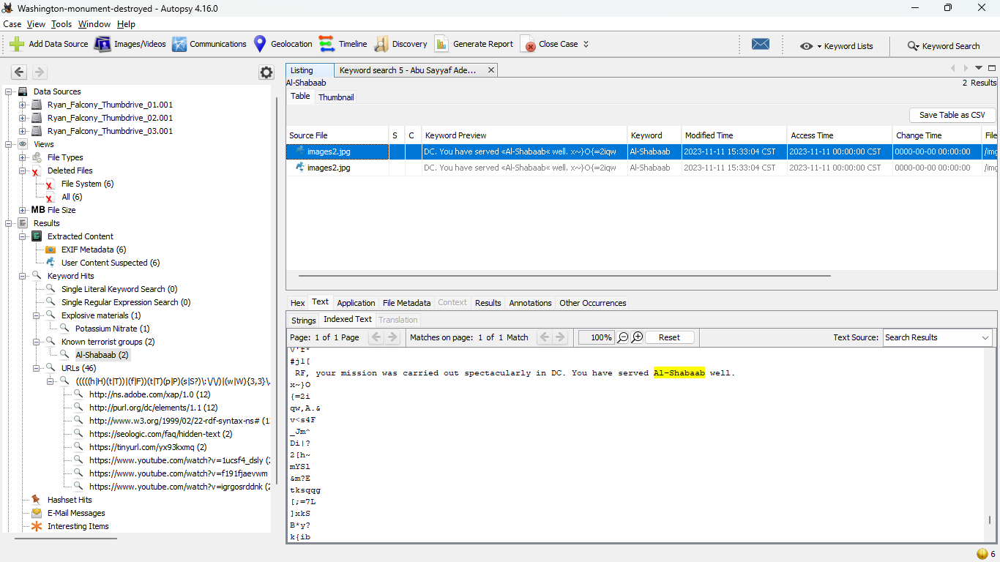 Washington-monument-destroyed - Autopsy 4.16.0
Case View Tools Window Help
Add Data Source Images/Videos Communications Geolocation Timeline Discovery Generate Report Close Case Keyword Lists Keyword Search
Data Sources
Ryan_Falcony_Thumbdrive_01.001
Ryan_Falcony_Thumbdrive_02.001
Ryan_Falcony_Thumbdrive_03.001
Views
File Types
Deleted Files
File System (6)
All (6)
MB File Size
Results
Extracted Content
EXIF Metadata (6)
User Content Suspected (6)
Keyword Hits
Single Literal Keyword Search (0)
Single Regular Expression Search (0)
Explosive materials (1)
Potassium Nitrate (1)
Known terrorist groups (2)
Al-Shabaab (2)
URLs (46)
(((((h|H)(t|T))|(f|F))(t|T)(p|P)(s|S?)\:\/\/)|(w|W){3,3}\.
http://ns.adobe.com/xap/1.0 (12)
http://purl.org/dc/elements/1.1 (12)
http://www.w3.org/1999/02/22-rdf-syntax-ns# (1
https://seologic.com/faq/hidden-text (2)
https://tinyurl.com/yx93kxmq (2)
https://www.youtube.com/watch?v=1ucsf4_dsly (
https://www.youtube.com/watch?v=f191fjaevwm
https://www.youtube.com/watch?v=igrgosrddnk (2
Hashset Hits
E-Mail Messages
Interesting Items
Listing Keyword search 5 - Abu Sayyaf Ade...
Al-Shabaab 2 Results
Table Thumbnail
Save Table as CSV
Source File S C Keyword Preview Keyword Modified Time Access Time Change Time File
images2.jpg DC. You have served «Al-Shabaab« well. x~}O{=2iqw Al-Shabaab 2023-11-11 15:33:04 CST 2023-11-11 00:00:00 CST 0000-00-00 00:00:00 /img
images2.jpg DC. You have served «Al-Shabaab« well. x~}O{=2iqw Al-Shabaab 2023-11-11 15:33:04 CST 2023-11-11 00:00:00 CST 0000-00-00 00:00:00 /img
Hex Text Application File Metadata Context Results Annotations Other Occurrences
Strings Indexed Text Translation
Page: 1 of 1 Page Matches on page: 1 of 1 Match 100% Reset Text Source: Search Results
#jl[
RF, your mission was carried out spectacularly in DC. You have served Al-Shabaab well.
x~}O
{=2i
qw,A.&
v<s4F
_Jm^
Di|?
2[h~
mYSl
&m?E
tksqqg
[;=7L
]xkS
B*y?
k{ib
6